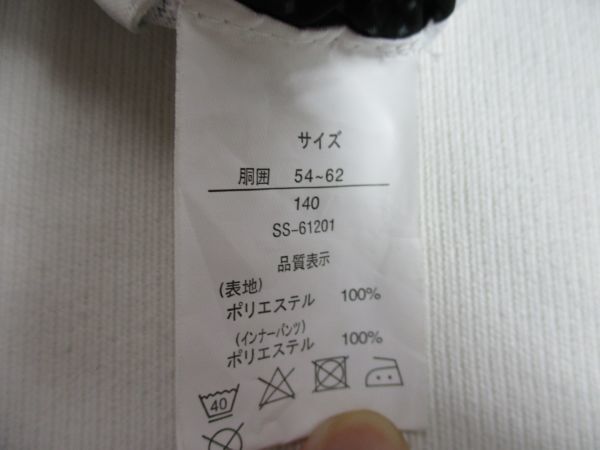 サイズ
胴囲 54~62
140
SS-61201
品質表示
(表地)
ポリエステル 100%
(インナーパンツ)
ポリエステル 100%
40